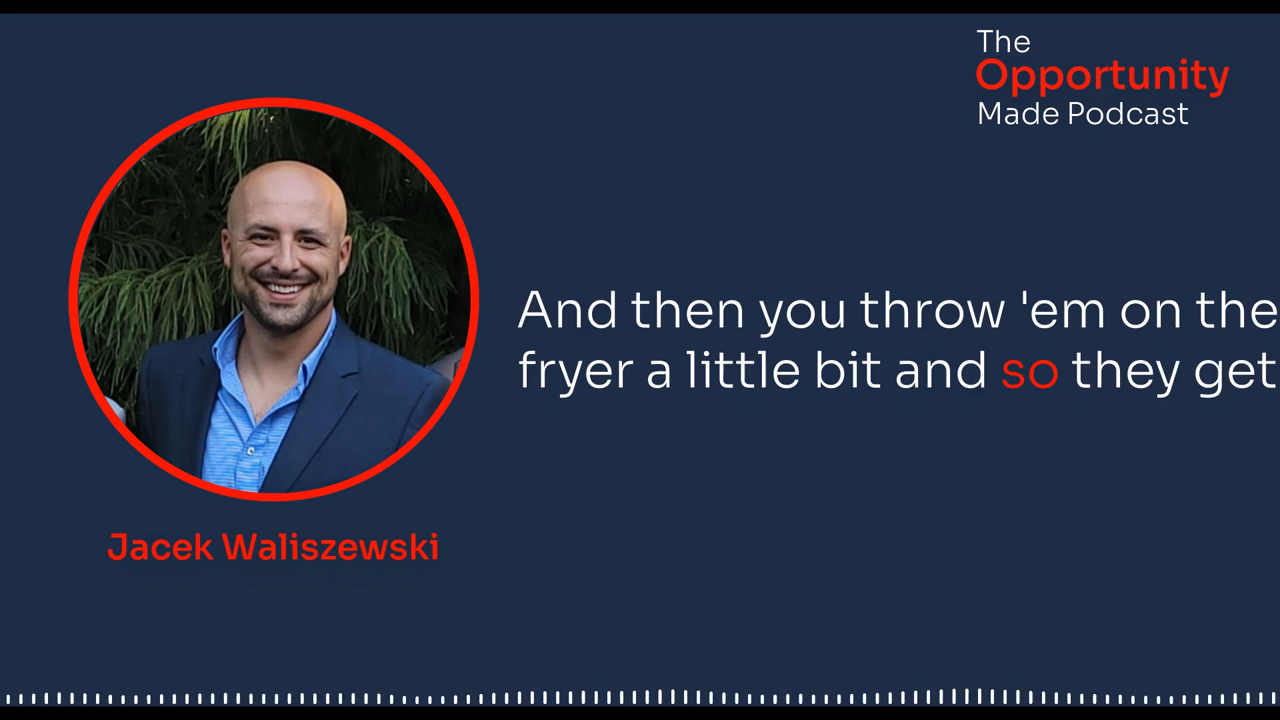 The
Opportunity
Made Podcast
And then you throw 'em on the
fryer a little bit and so they get
Jacek Waliszewski